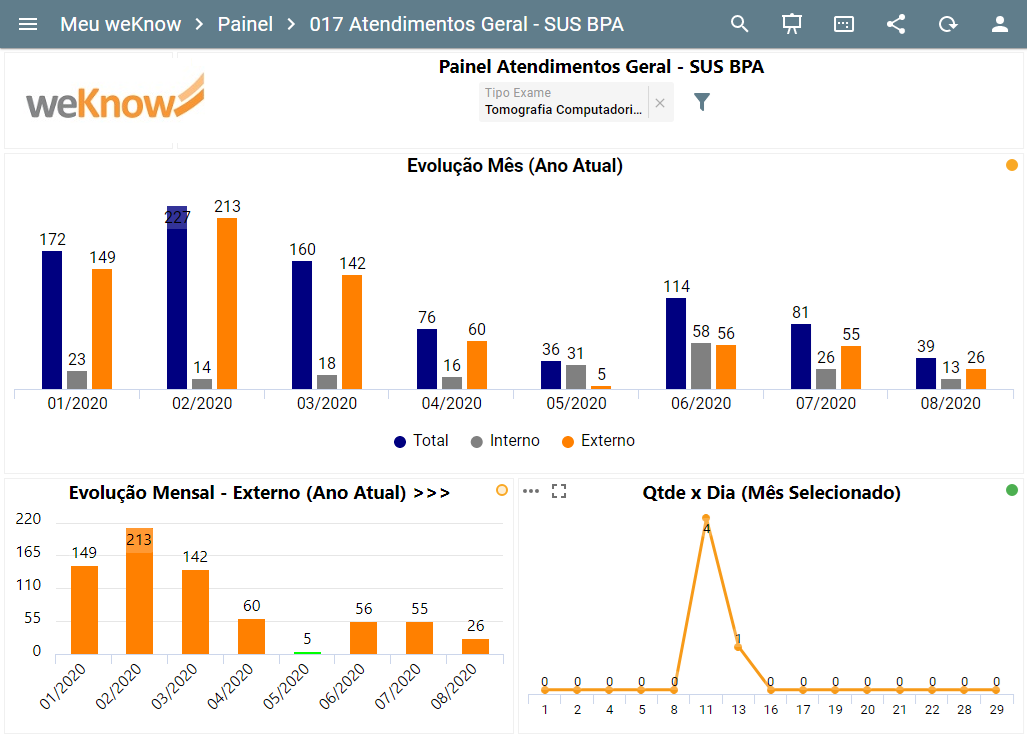 Meu weKnow > Painel > 017 Atendimentos Geral - SUS BPA
weKnow
Painel Atendimentos Geral - SUS BPA
Tipo Exame
Tomografia Computadori...
Evolução Mês (Ano Atual)
172 23 149 227 14 213 160 18 142 76 16 60 36 31 5 114 58 56 81 26 55 39 13 26
01/2020 02/2020 03/2020 04/2020 05/2020 06/2020 07/2020 08/2020
Total Interno Externo
Evolução Mensal - Externo (Ano Atual) >>>
220
165
110
55
0
149 213 142 60 5 56 55 26
01/2020 02/2020 03/2020 04/2020 05/2020 06/2020 07/2020 08/2020
Qtde x Dia (Mês Selecionado)
0 0 0 0 0 4 1 0 0 0 0 0 0 0 0
1 2 4 5 8 11 13 16 17 19 20 21 22 28 29